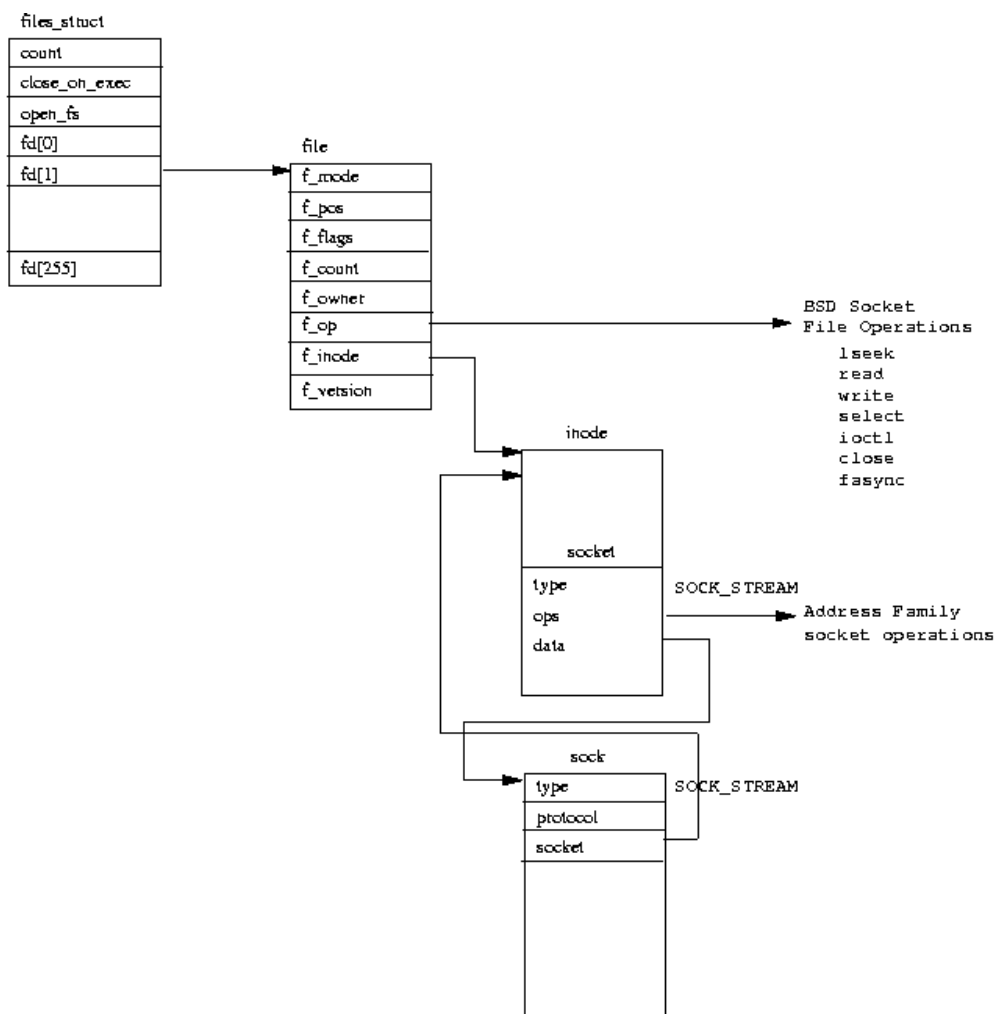 files_struct
count
close_on_exec
open_fs
fd[0]
fd[1]
fd[255]
file
f_mode
f_pos
f_flags
f_count
f_owner
f_op
f_inode
f_version
BSD Socket
File Operations
lseek
read
write
select
ioctl
close
fasync
inode
socket
type
SOCK_STREAM
ops
data
Address Family
socket operations
sock
type
SOCK_STREAM
protocol
socket